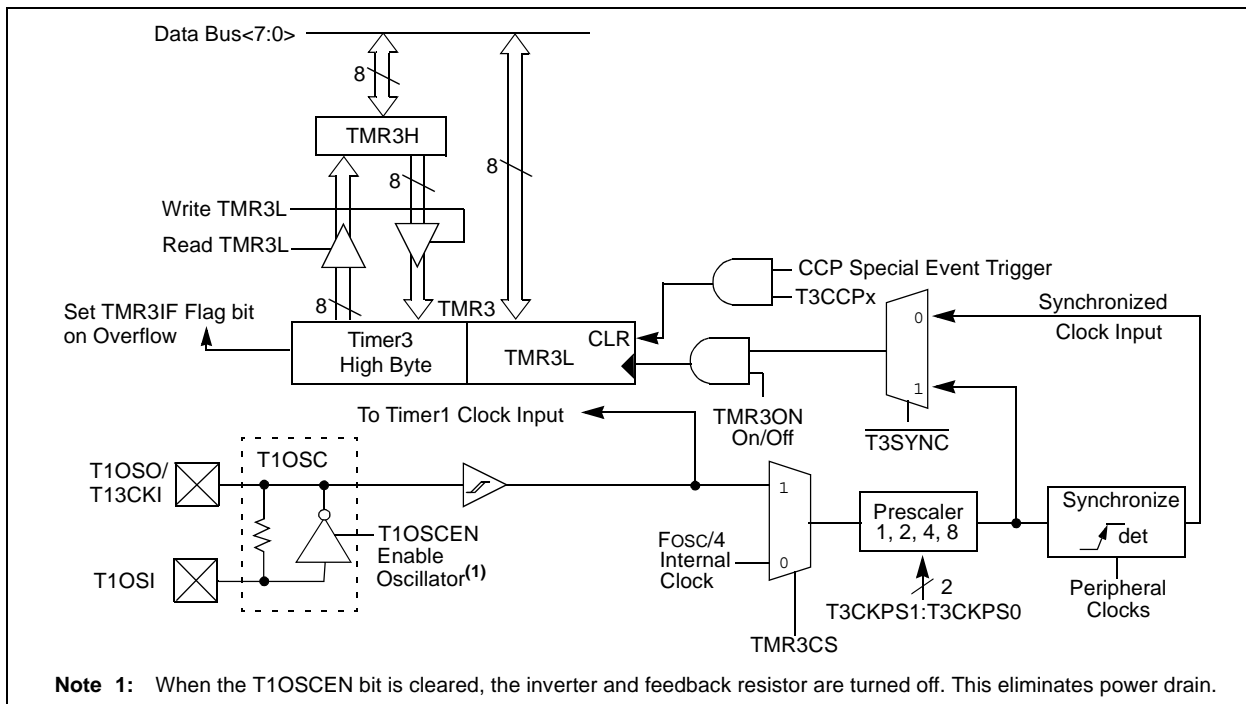 Data Bus<7:0>
8
TMR3H
8
8
Write TMR3L
Read TMR3L
CCP Special Event Trigger
T3CCPx
8
TMR3
Set TMR3IF Flag bit
on Overflow
Timer3
High Byte
TMR3L
CLR
0
Synchronized
Clock Input
1
To Timer1 Clock Input
TMR3ON
On/Off
T3SYNC
T1OSC
T1OSO/
T13CKI
1
Prescaler
1, 2, 4, 8
Synchronize
det
T1OSCEN
Enable
Oscillator(1)
FOSC/4
Internal
Clock
0
T1OSI
2
T3CKPS1:T3CKPS0
Peripheral
Clocks
TMR3CS
Note 1: When the T1OSCEN bit is cleared, the inverter and feedback resistor are turned off. This eliminates power drain.